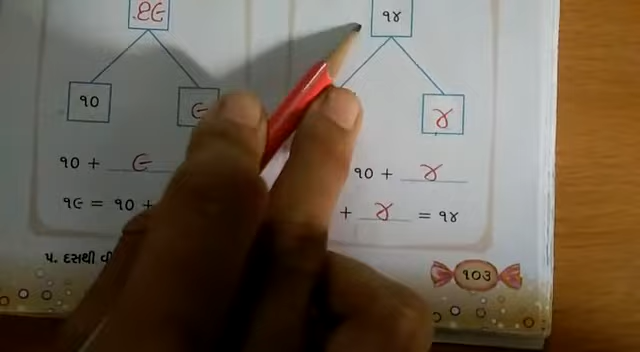 ૧૯ ૧૪
૧૦ ૯ ૪
૧૦ + ૯ ૧૦ + ૪
૧૯ = ૧૦ + + ૪ = ૧૪
૫. દસથી
૧૦૩